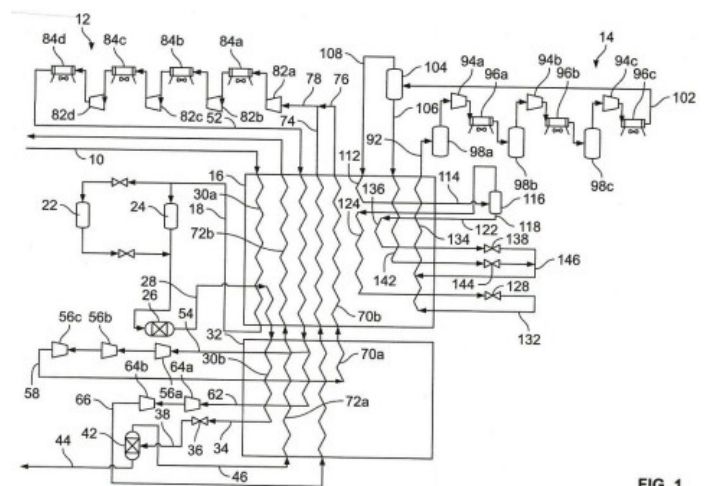 12
84d
84c
84b
84a
82a
78
76
108
104
94a
96a
94b
96b
94c
96c
14
102
82d
82c
52
82b
74
92
106
98a
98b
98c
10
16
30a
112
136
114
124
116
118
22
24
18
72b
122
134
138
28
142
144
146
26
54
128
132
56c
56b
32
30b
70b
70a
64b
64a
58
56a
62
66
38
72a
42
36
34
44
46
FIG. 1